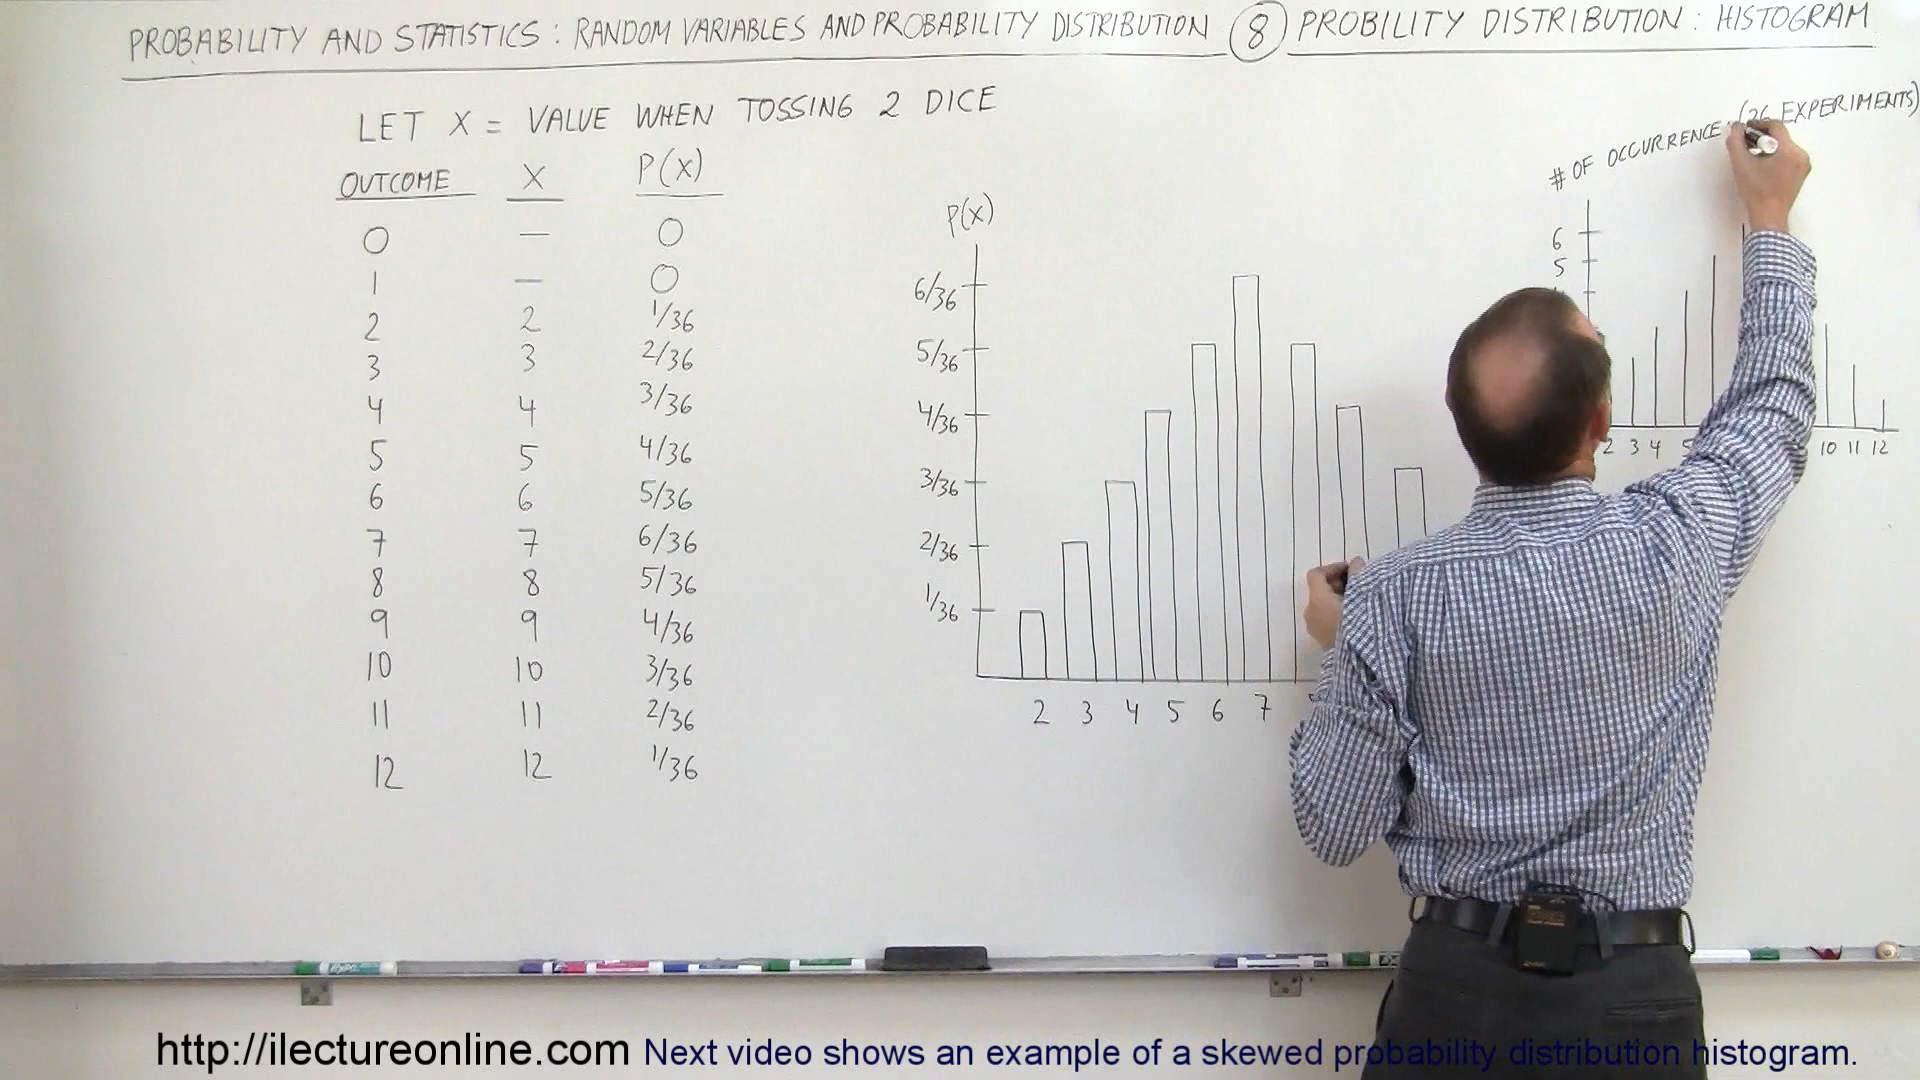 PROBABILITY AND STATISTICS: RANDOM VARIABLES AND PROBABILITY DISTRIBUTION 8 PROBILITY DISTRIBUTION: HISTOGRAM
LET X = VALUE WHEN TOSSING 2 DICE
OUTCOME X P(X)
0 — 0
1 — 0
2 2 1/36
3 3 2/36
4 4 3/36
5 5 4/36
6 6 5/36
7 7 6/36
8 8 5/36
9 9 4/36
10 10 3/36
11 11 2/36
12 12 1/36
P(X)
6/36
5/36
4/36
3/36
2/36
1/36
2 3 4 5 6 7
# OF OCCURRENCE (36 EXPERIMENTS)
6
5
2 3 4 5 10 11 12
http://ilectureonline.com Next video shows an example of a skewed probability distribution histogram.